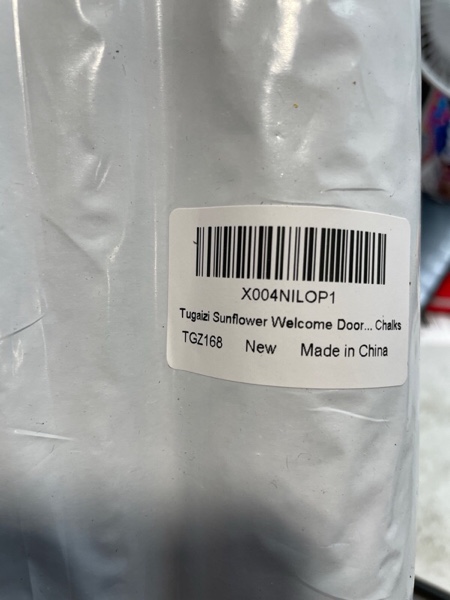 X004NILOP1
Tugaizi Sunflower Welcome Door... Chalks
TGZ168 New Made in China